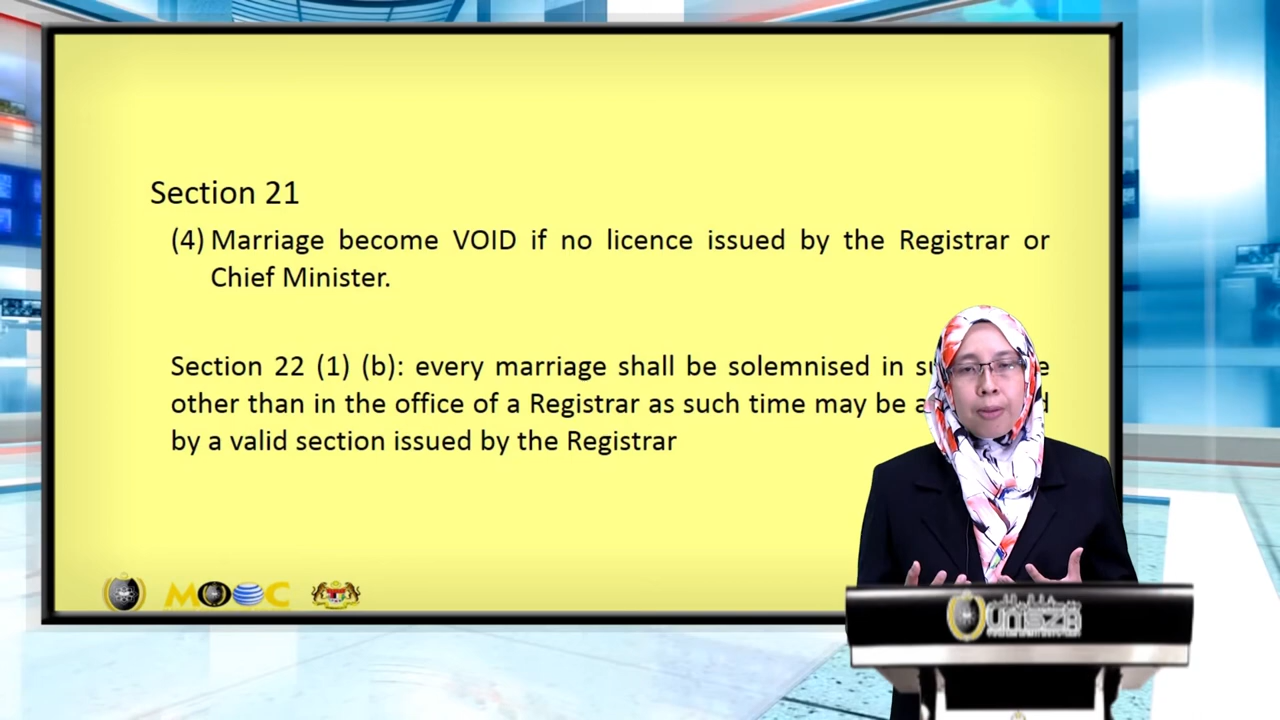 Section 21
(4) Marriage become VOID if no licence issued by the Registrar or
Chief Minister.
Section 22 (1) (b): every marriage shall be solemnised in
other than in the office of a Registrar as such time may be
by a valid section issued by the Registrar
MOOC
UniSZA